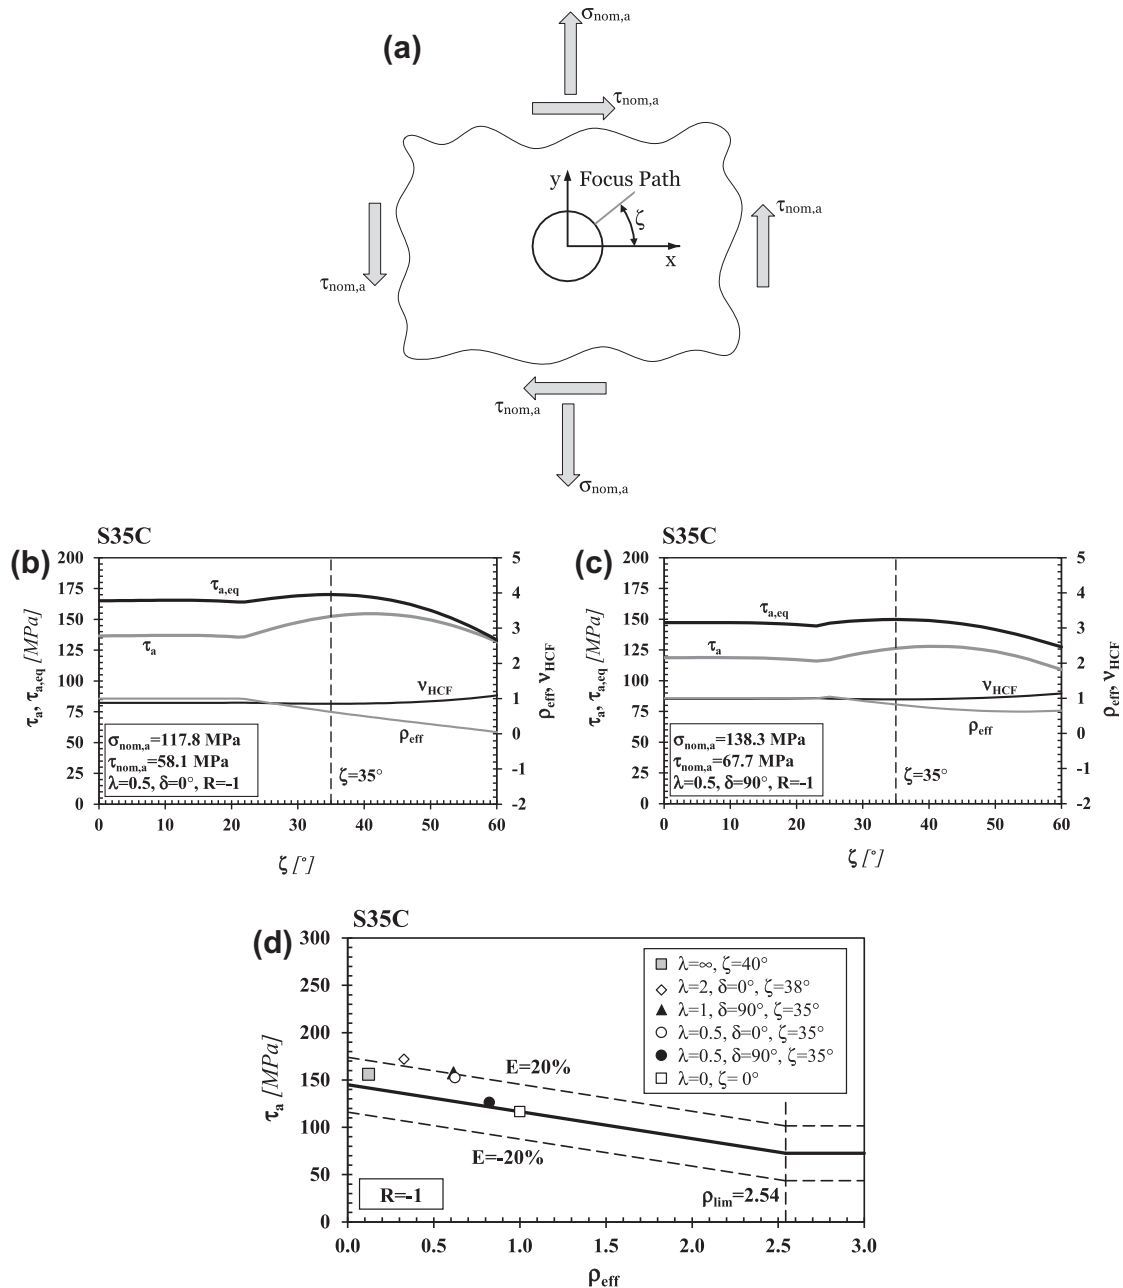 (a)
σnom,a
τnom,a
y
Focus Path
ζ
x
τnom,a
τnom,a
τnom,a
σnom,a
(b)
S35C
τa, τa,eq [MPa]
200
175
150
125
100
75
50
25
0
τa,eq
τa
νHCF
ρeff
σnom,a=117.8 MPa
τnom,a=58.1 MPa
λ=0.5, δ=0°, R=-1
ζ=35°
5
4
3
2
1
0
-1
-2
ρeff, νHCF
0 10 20 30 40 50 60
ζ [°]
(c)
S35C
τa, τa,eq [MPa]
200
175
150
125
100
75
50
25
0
τa,eq
τa
νHCF
ρeff
σnom,a=138.3 MPa
τnom,a=67.7 MPa
λ=0.5, δ=90°, R=-1
ζ=35°
5
4
3
2
1
0
-1
-2
ρeff, νHCF
0 10 20 30 40 50 60
ζ [°]
(d)
S35C
τa [MPa]
300
250
200
150
100
50
0
λ=∞, ζ=40°
λ=2, δ=0°, ζ=38°
λ=1, δ=90°, ζ=35°
λ=0.5, δ=0°, ζ=35°
λ=0.5, δ=90°, ζ=35°
λ=0, ζ= 0°
E=20%
E=-20%
R=-1
ρlim=2.54
0.0 0.5 1.0 1.5 2.0 2.5 3.0
ρeff